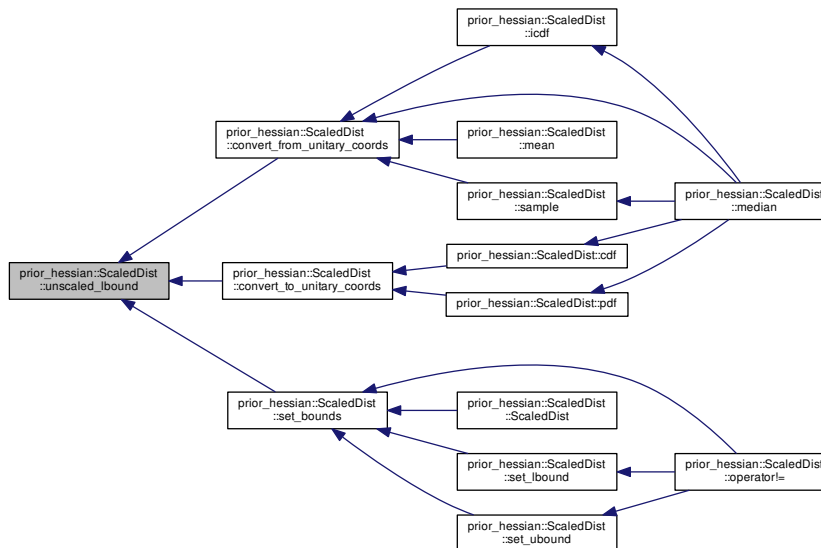 prior_hessian::ScaledDist
::icdf
prior_hessian::ScaledDist
::convert_from_unitary_coords
prior_hessian::ScaledDist
::mean
prior_hessian::ScaledDist
::sample
prior_hessian::ScaledDist
::median
prior_hessian::ScaledDist::cdf
prior_hessian::ScaledDist
::unscaled_lbound
prior_hessian::ScaledDist
::convert_to_unitary_coords
prior_hessian::ScaledDist::pdf
prior_hessian::ScaledDist
::set_bounds
prior_hessian::ScaledDist
::ScaledDist
prior_hessian::ScaledDist
::set_lbound
prior_hessian::ScaledDist
::operator!=
prior_hessian::ScaledDist
::set_ubound